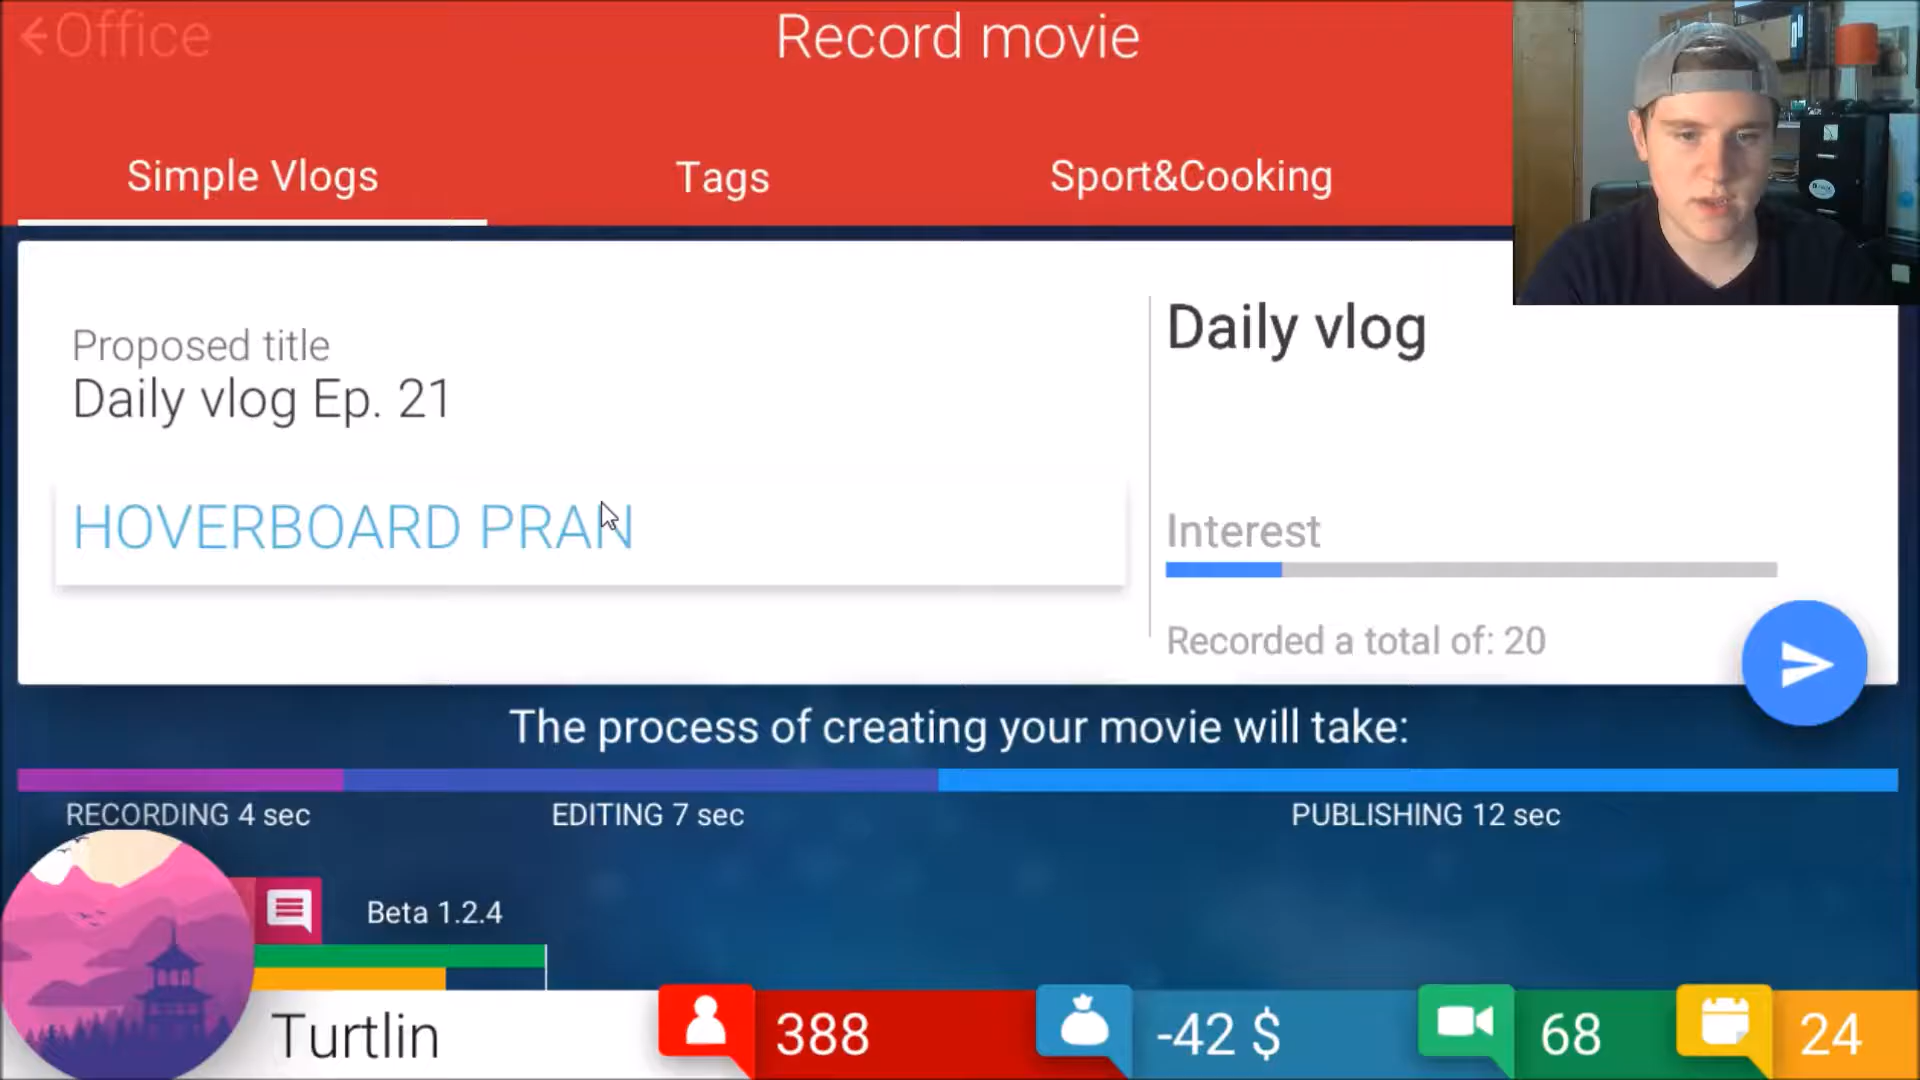 Office
Record movie
Simple Vlogs
Tags
Sport&Cooking
Proposed title
Daily vlog Ep. 21
HOVERBOARD PRAN
Daily vlog
Interest
Recorded a total of: 20
The process of creating your movie will take:
RECORDING 4 sec
EDITING 7 sec
PUBLISHING 12 sec
Beta 1.2.4
Turtlin
388
-42 $
68
24